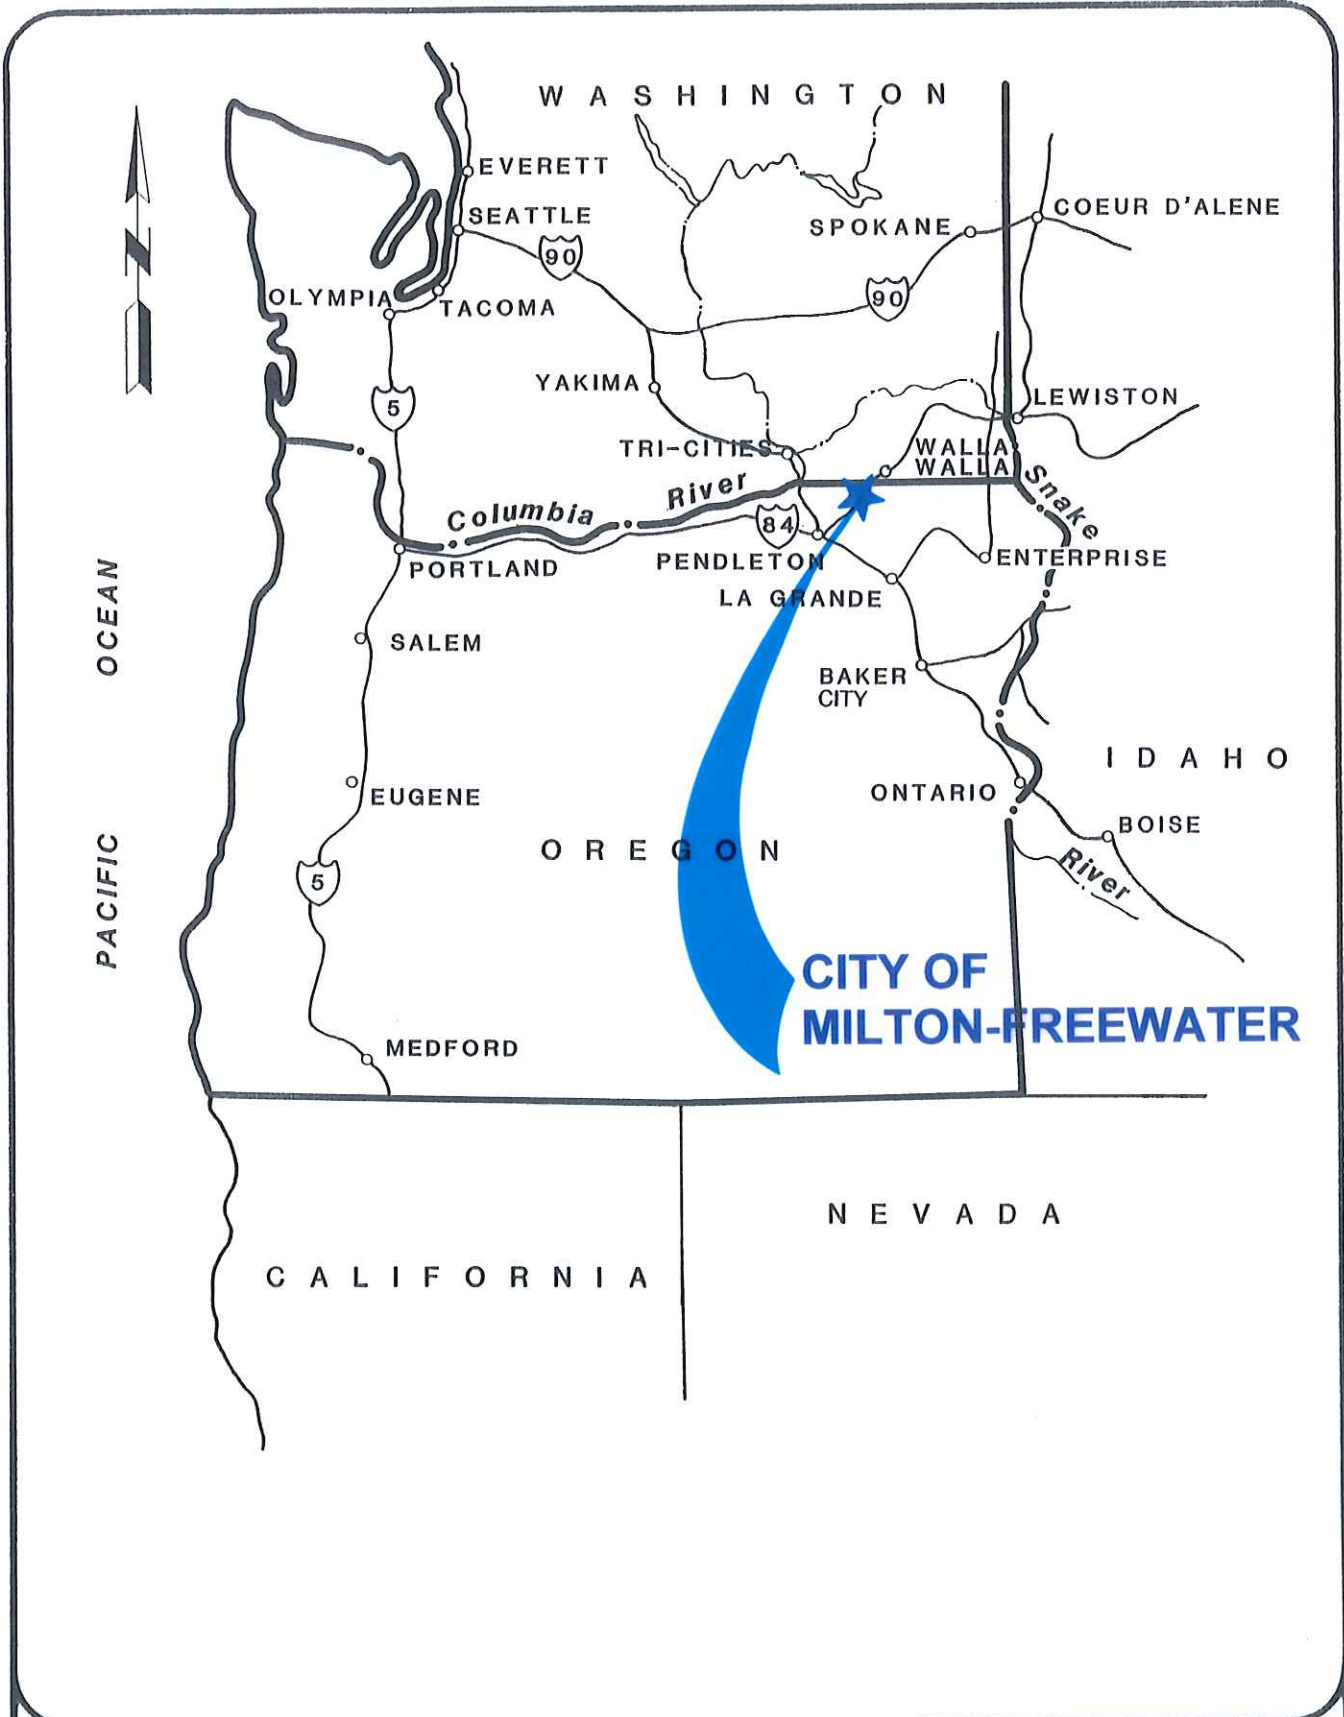 WASHINGTON
EVERETT
SEATTLE
COEUR D'ALENE
SPOKANE
90
90
N
OLYMPIA
TACOMA
YAKIMA
5
LEWISTON
TRI-CITIES
WALLA
WALLA
Snake
River
Columbia
84
PENDLETON
ENTERPRISE
PORTLAND
LA GRANDE
OCEAN
SALEM
BAKER
CITY
IDAHO
ONTARIO
EUGENE
BOISE
OREGON
River
5
PACIFIC
CITY OF
MILTON-FREEWATER
MEDFORD
NEVADA
CALIFORNIA